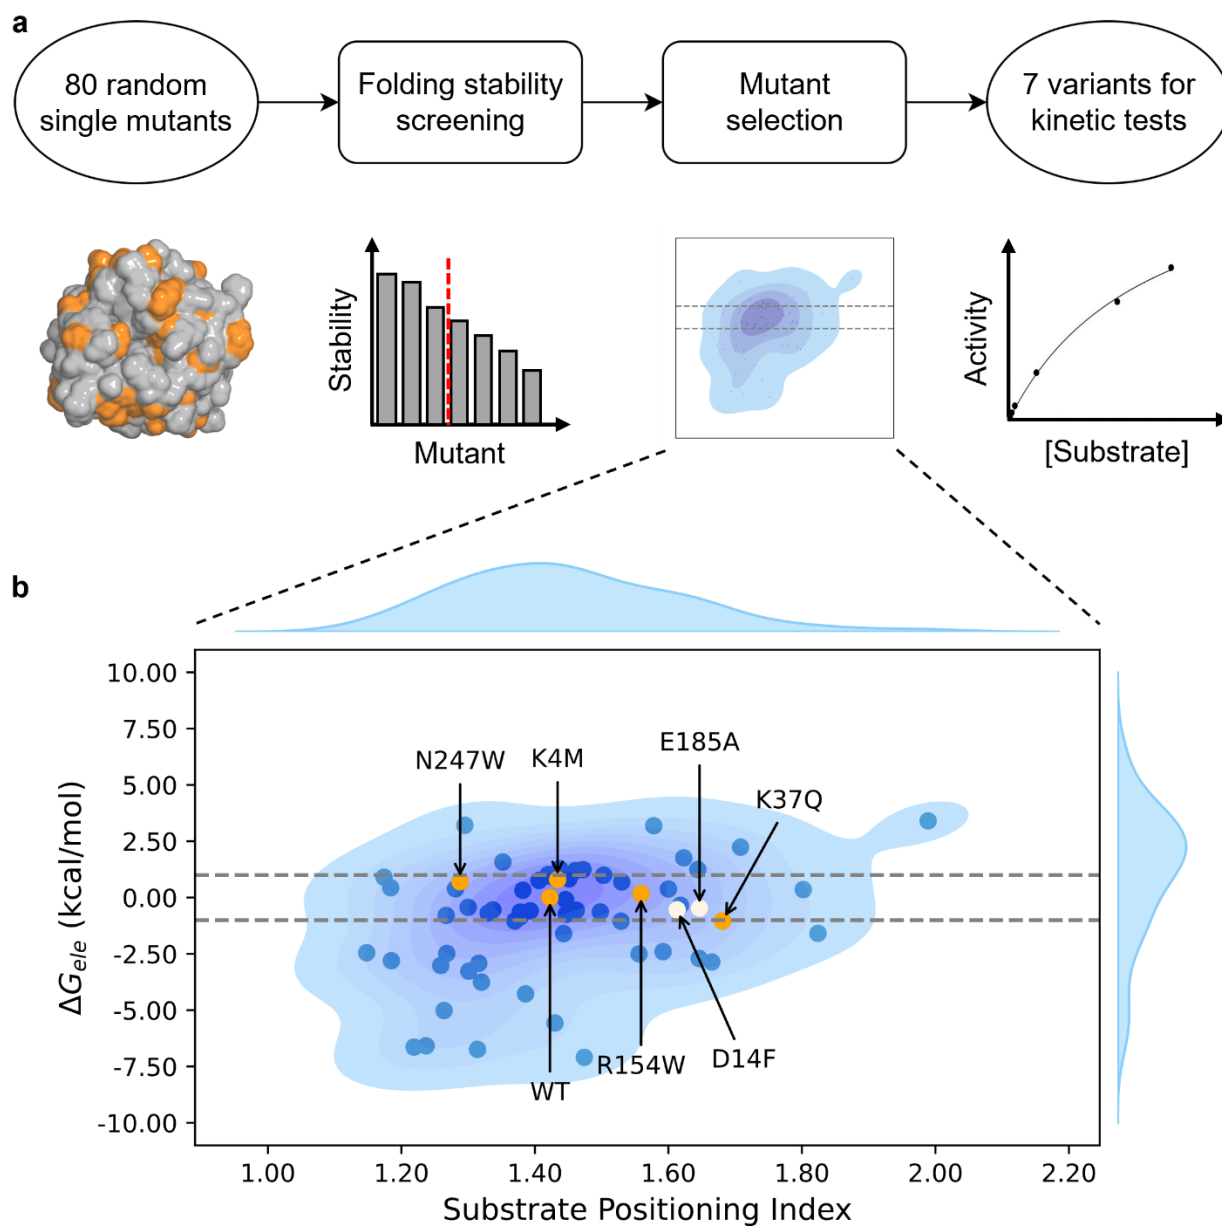 a
80 random
single mutants
Folding stability
screening
Mutant
selection
7 variants for
kinetic tests
Stability
Mutant
Activity
[Substrate]
b
10.00
7.50
5.00
2.50
0.00
-2.50
-5.00
-7.50
-10.00
ΔGele (kcal/mol)
N247W
K4M
E185A
K37Q
WT
R154W
D14F
1.00
1.20
1.40
1.60
1.80
2.00
2.20
Substrate Positioning Index